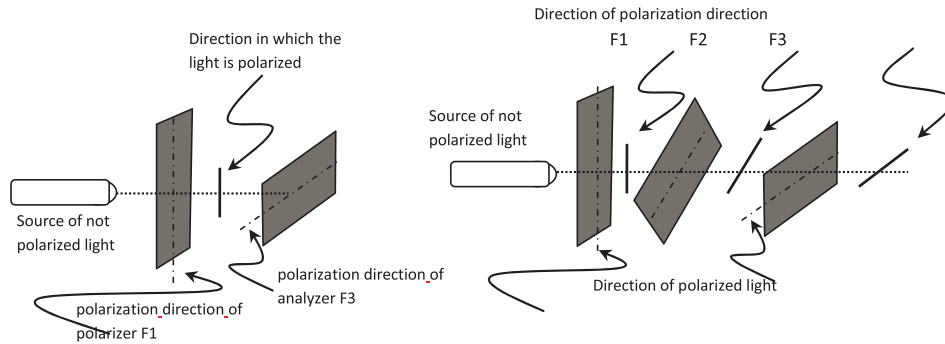 Direction in which the
light is polarized
Source of not
polarized light
polarization direction of
analyzer F3
polarization direction of
polarizer F1
Direction of polarization direction
F1 F2 F3
Source of not
polarized light
Direction of polarized light